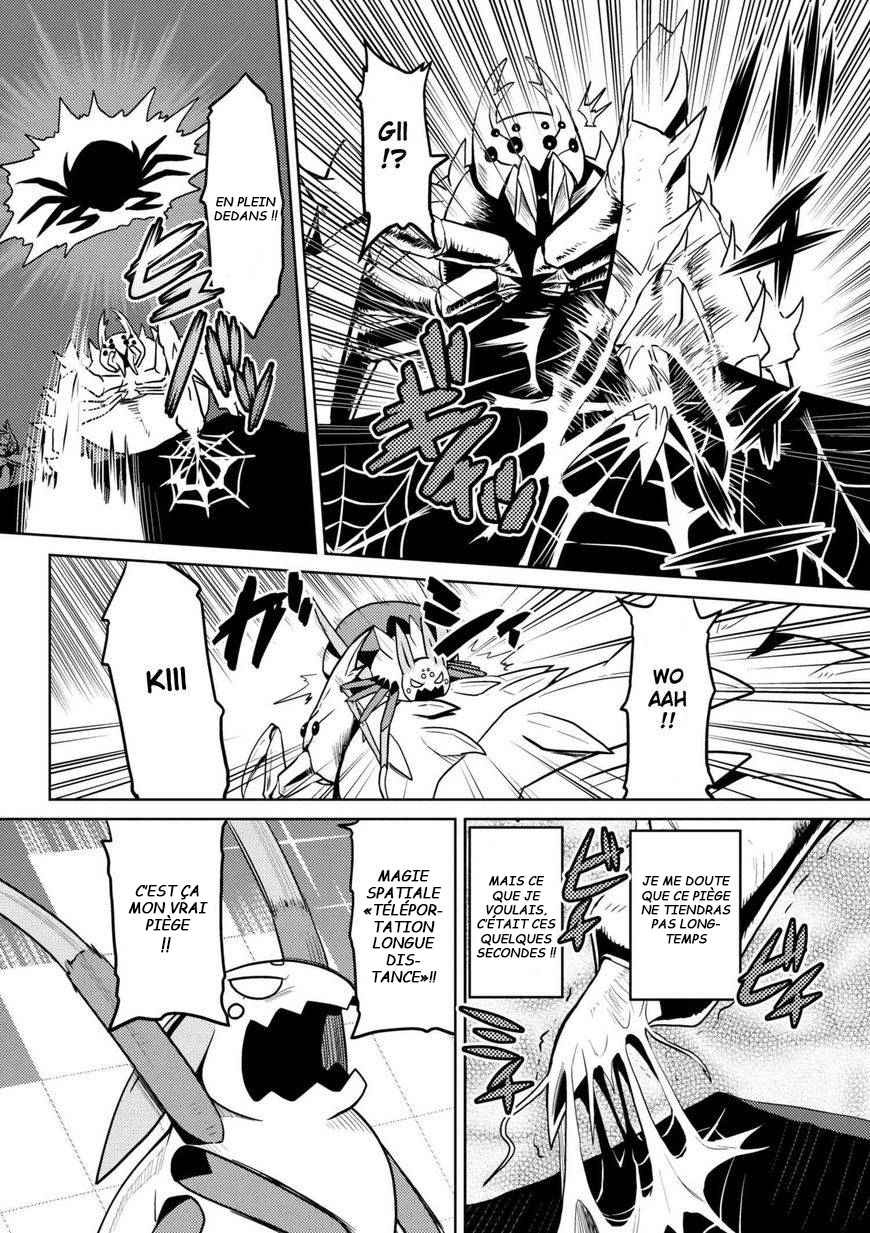 GII
!?
EN PLEIN
DEDANS !!
WO
AAH
!!
KIII
JE ME DOUTE
QUE CE PIÈGE
NE TIENDRAS
PAS LONG-
TEMPS
MAIS CE
QUE JE
VOULAIS,
C'ÉTAIT CES
QUELQUES
SECONDES !!
MAGIE
SPATIALE
«TÉLÉPOR-
TATION
LONGUE
DIS-
TANCE»!!
C'EST ÇA
MON VRAI
PIÈGE
!!